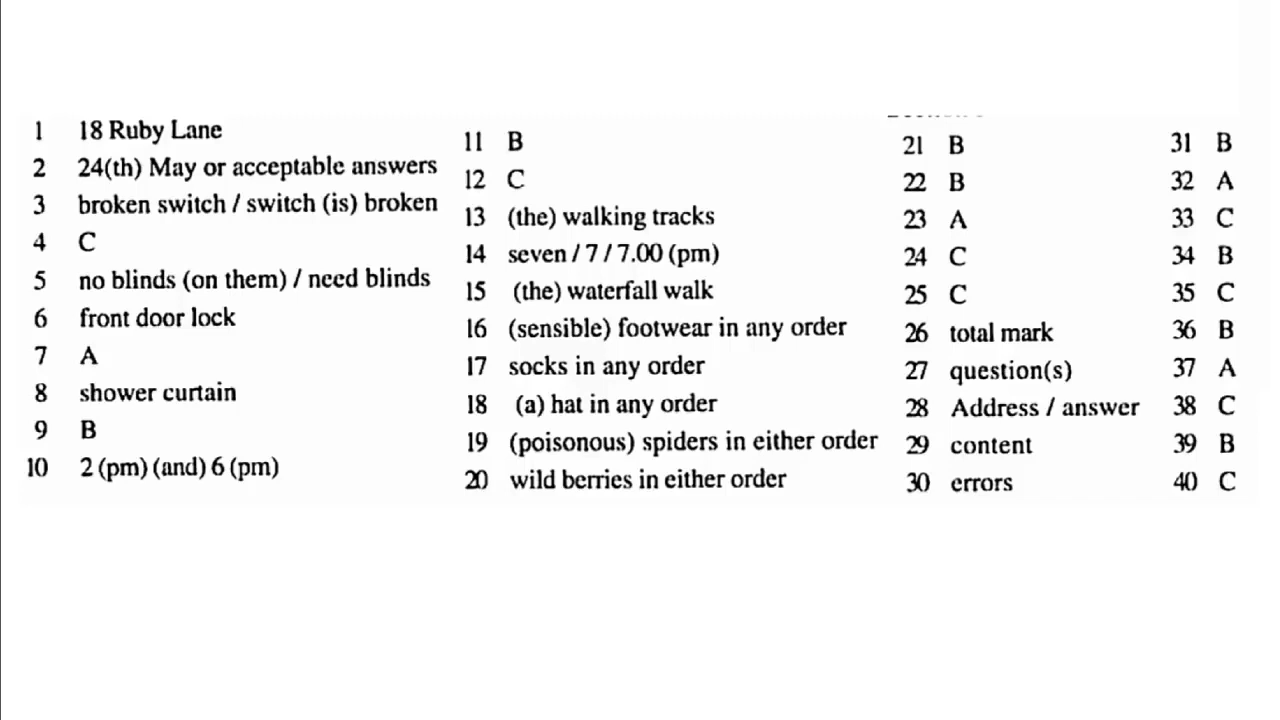 1 18 Ruby Lane
2 24(th) May or acceptable answers
3 broken switch / switch (is) broken
4 C
5 no blinds (on them) / need blinds
6 front door lock
7 A
8 shower curtain
9 B
10 2 (pm) (and) 6 (pm)
11 B
12 C
13 (the) walking tracks
14 seven / 7 / 7.00 (pm)
15 (the) waterfall walk
16 (sensible) footwear in any order
17 socks in any order
18 (a) hat in any order
19 (poisonous) spiders in either order
20 wild berries in either order
21 B
22 B
23 A
24 C
25 C
26 total mark
27 question(s)
28 Address / answer
29 content
30 errors
31 B
32 A
33 C
34 B
35 C
36 B
37 A
38 C
39 B
40 C